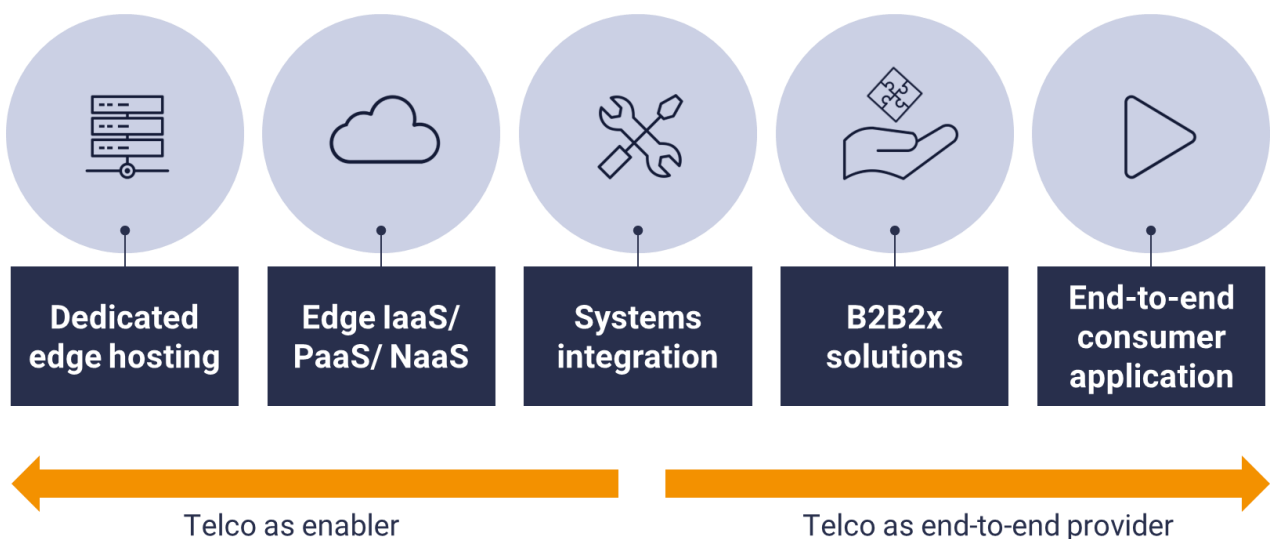 Dedicated
edge hosting
Edge IaaS/
PaaS/ NaaS
Systems
integration
B2B2x
solutions
End-to-end
consumer
application
Telco as enabler
Telco as end-to-end provider